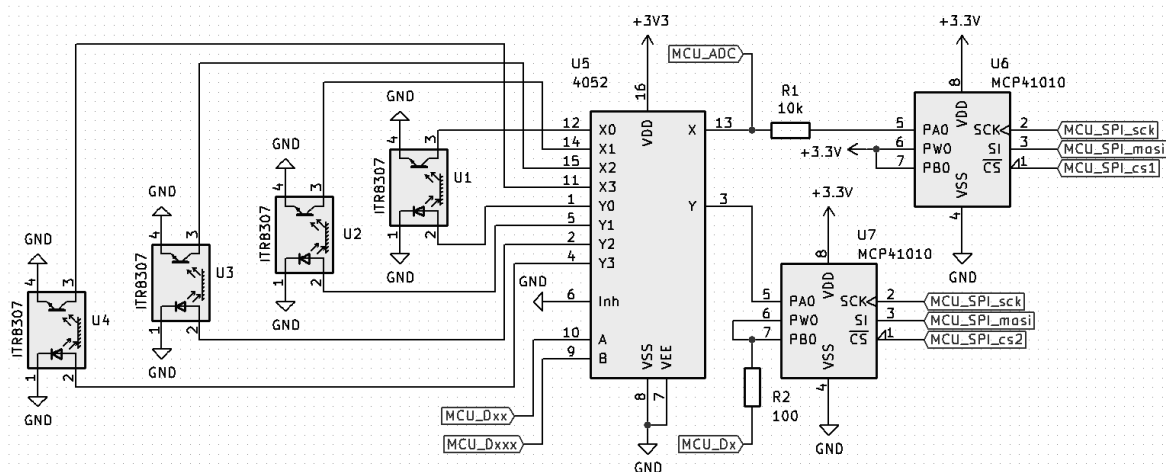 +3V3
+3.3V
MCU_ADC
U5
4052
U6
MCP41010
R1
10k
GND
16
VDD
8
VDD
4 3
U1
ITR8307
1 2
GND
12 X0
14 X1
15 X2
11 X3
1 Y0
5 Y1
2 Y2
4 Y3
6 Inh
10 A
9 B
X 13
Y 3
VSS VEE
8 7
GND
5 PA0
6 PW0
7 PB0
SCK 2
SI 3
CS 1
MCU_SPI_sck
MCU_SPI_mosi
MCU_SPI_cs1
+3.3V
VSS
4
GND
GND
4 3
U2
ITR8307
1 2
GND
GND
4 3
U3
ITR8307
1 2
GND
GND
4 3
U4
ITR8307
1 2
GND
GND
+3.3V
U7
MCP41010
8
VDD
5 PA0
6 PW0
7 PB0
SCK 2
SI 3
CS 1
MCU_SPI_sck
MCU_SPI_mosi
MCU_SPI_cs2
VSS
4
GND
R2
100
MCU_Dxx
MCU_Dxxx
MCU_Dx